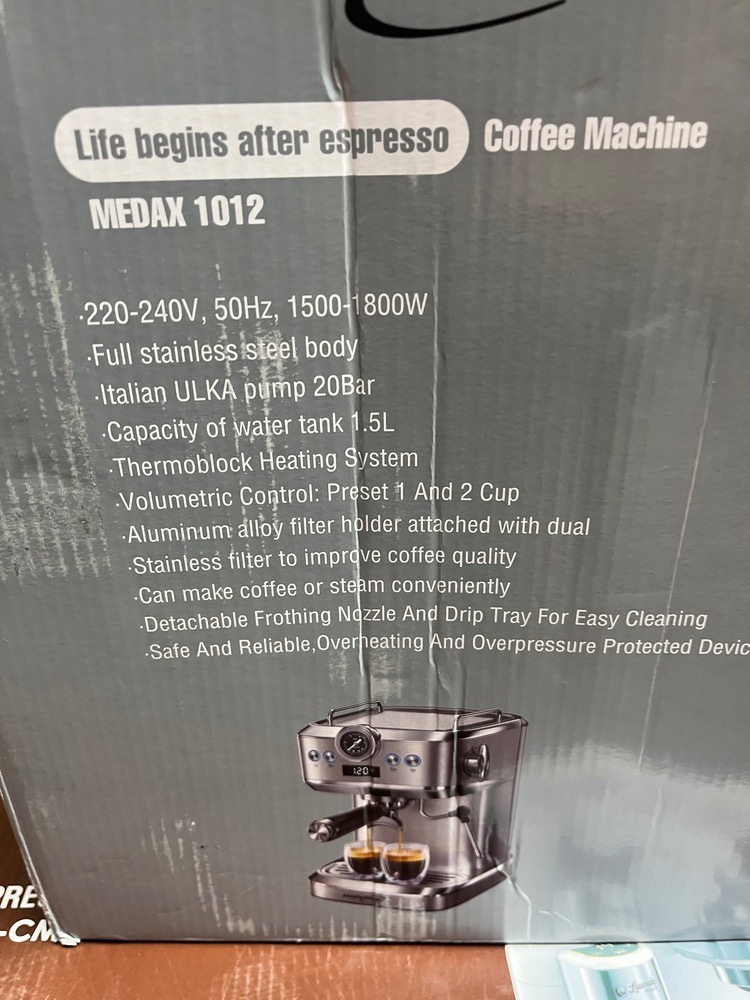 Life begins after espresso Coffee Machine
MEDAX 1012
·220-240V, 50Hz, 1500-1800W
·Full stainless steel body
·Italian ULKA pump 20Bar
·Capacity of water tank 1.5L
·Thermoblock Heating System
·Volumetric Control: Preset 1 And 2 Cup
·Aluminum alloy filter holder attached with dual
·Stainless filter to improve coffee quality
·Can make coffee or steam conveniently
·Detachable Frothing Nozzle And Drip Tray For Easy Cleaning
·Safe And Reliable,Overheating And Overpressure Protected Devic
120
PRE
-CM